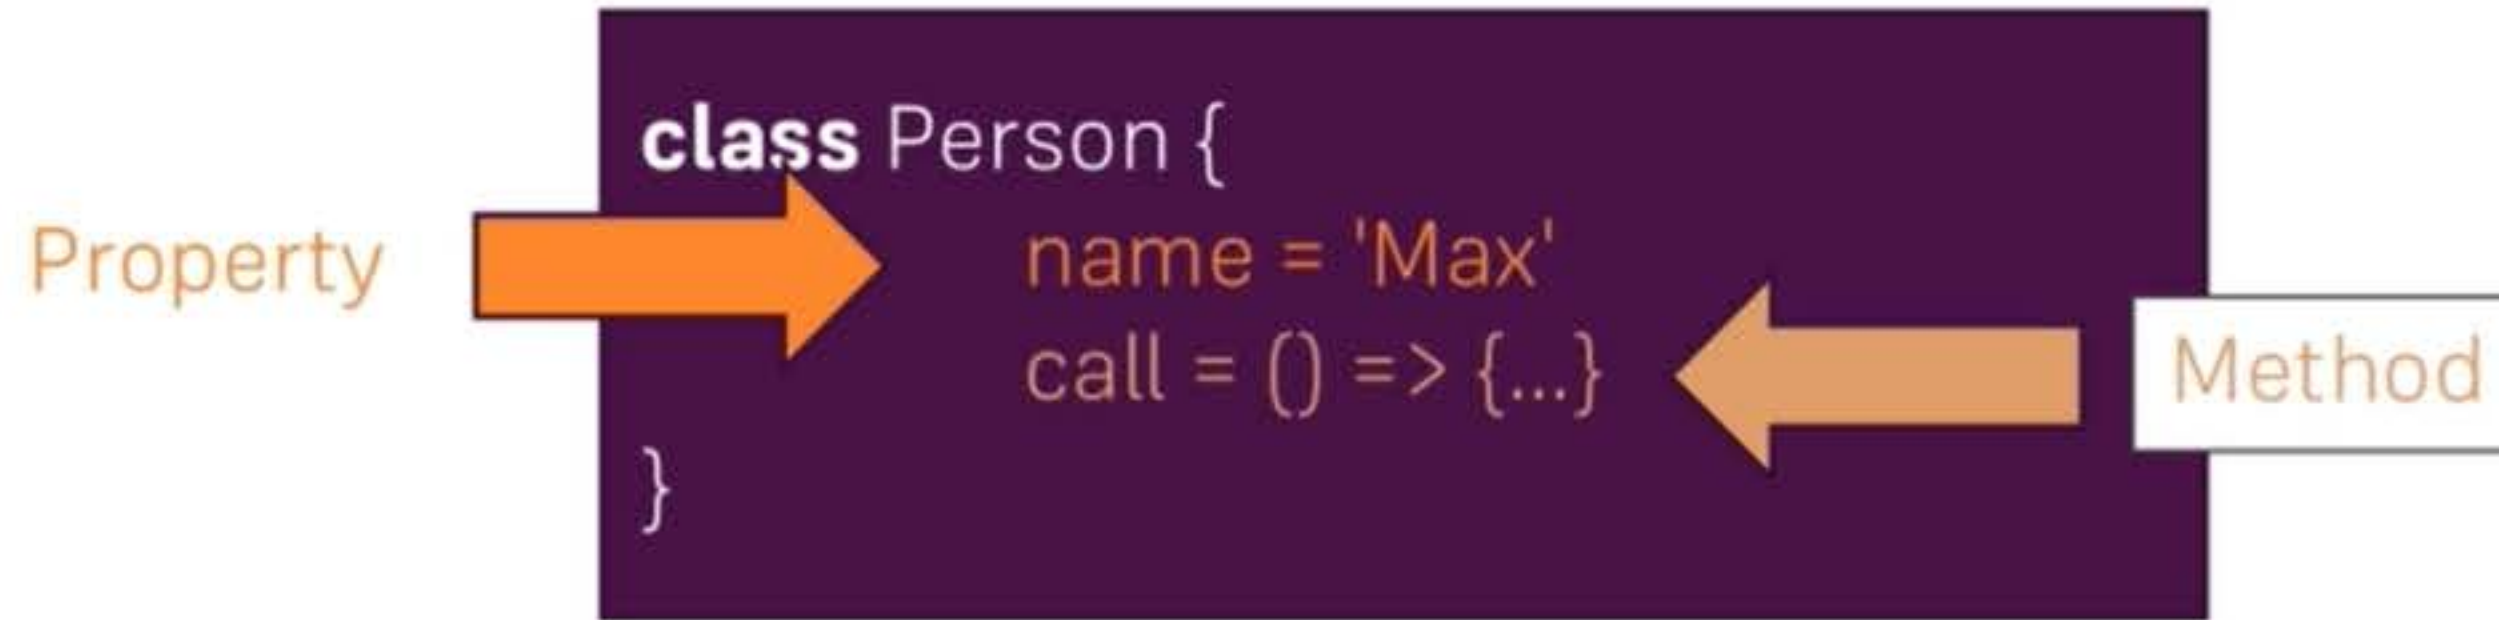 class Person {
Property
name = 'Max'
call = () => {...}
Method
}